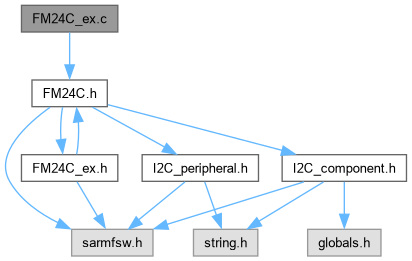 FM24C_ex.c
FM24C.h
FM24C_ex.h
I2C_peripheral.h
I2C_component.h
sarmfsw.h
string.h
globals.h